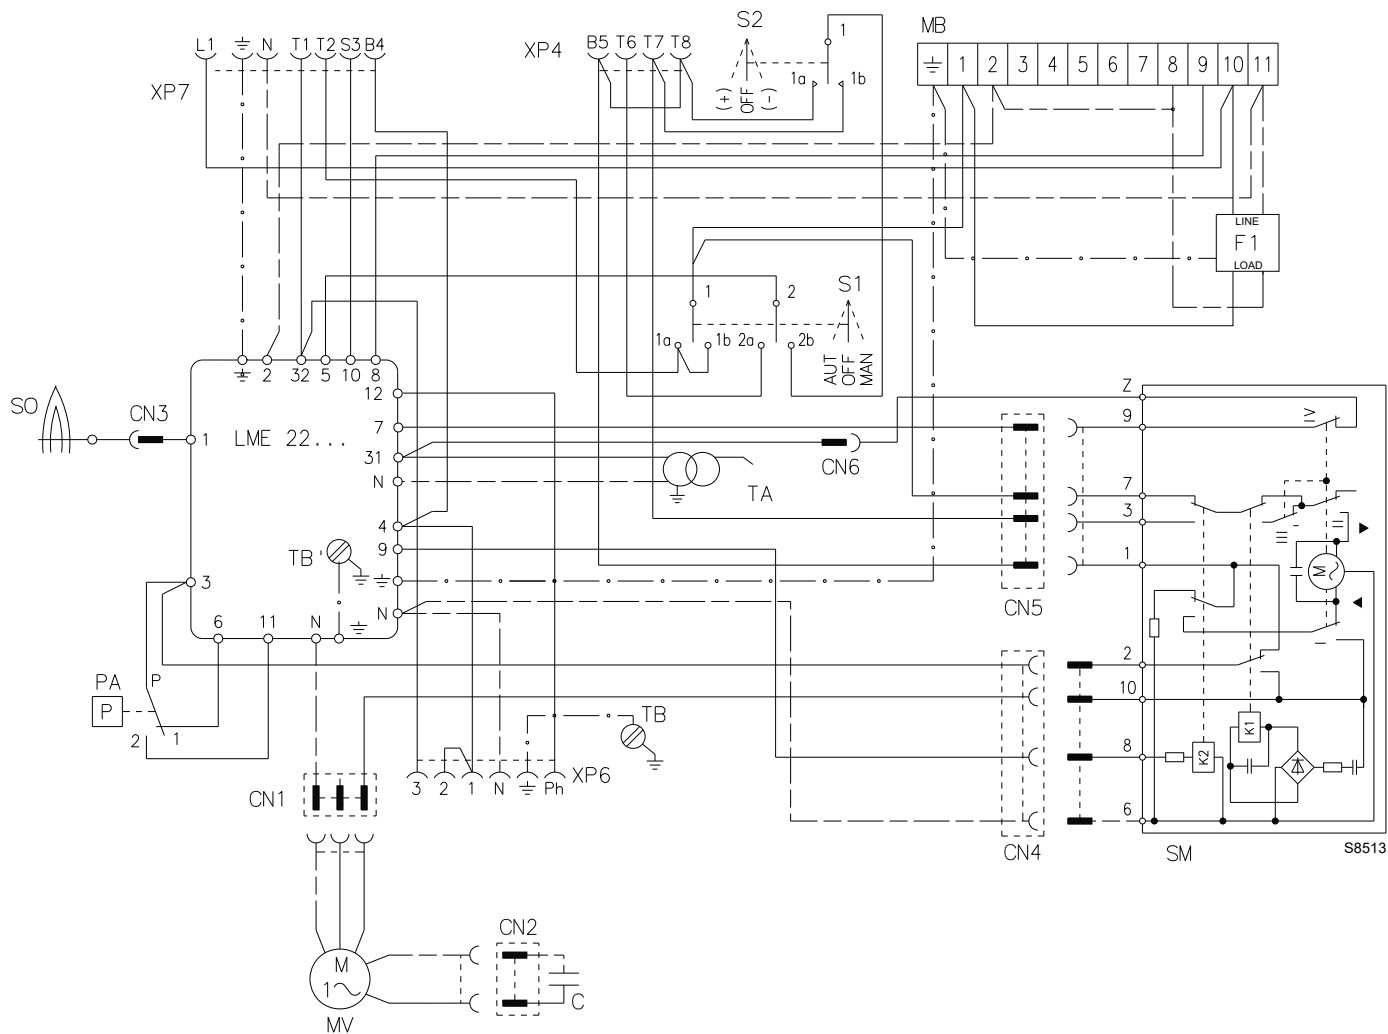 L1 N T1 T2 S3 B4
XP7
XP4 B5 T6 T7 T8
S2
1
1a 1b
(+) OFF (-)
MB
1 2 3 4 5 6 7 8 9 10 11
LINE
F1
LOAD
1 2 S1
1a 1b 2a 2b
AUT OFF MAN
2 32 5 10 8
SO
CN3
1
LME 22...
12
7
31
N
4
9
N
3
TB
6 11 N
CN6
TA
PA
P
P
2 1
CN1
3 2 1 N Ph
XP6
TB
M
1
MV
CN2
C
CN5
CN4
Z
9
7
3
1
2
10
8
6
IV
III
II
M
I
K1
K2
SM
S8513